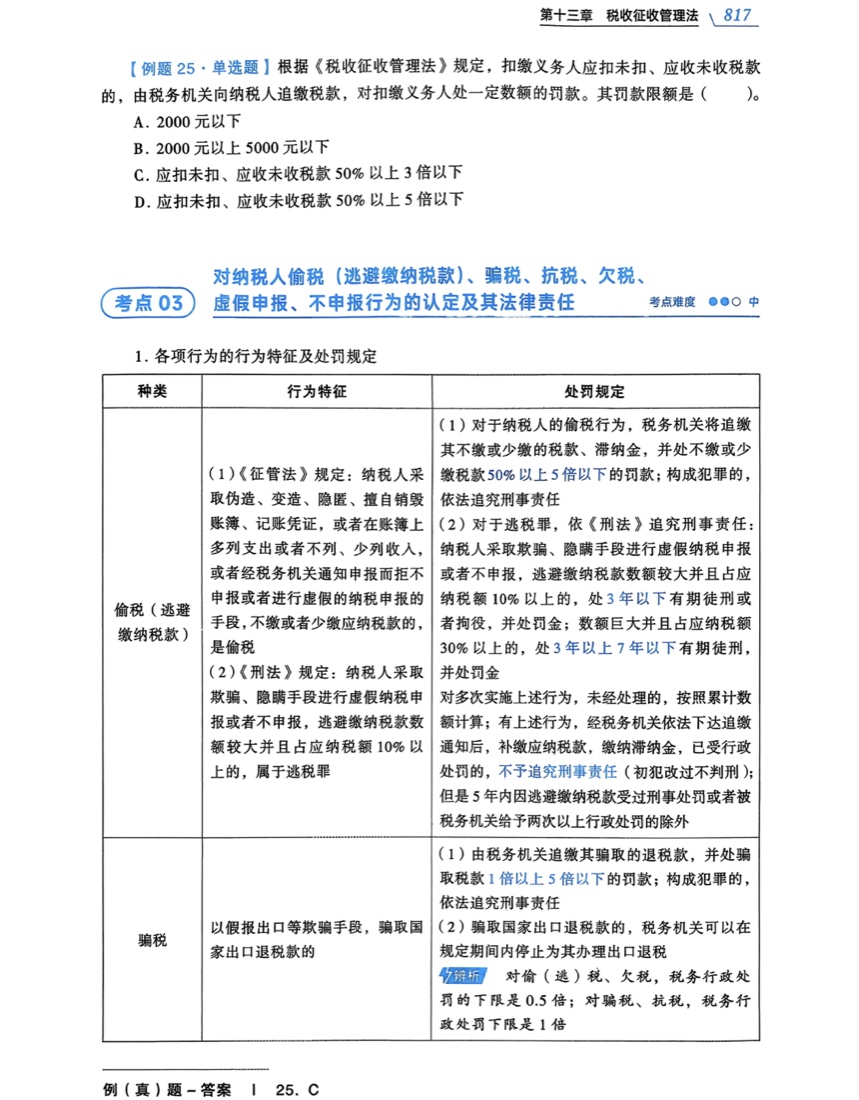 第十三章 税收征收管理法 817
【例题 25·单选题】根据《税收征收管理法》规定，扣缴义务人应扣未扣、应收未收税款
的，由税务机关向纳税人追缴税款，对扣缴义务人处一定数额的罚款。其罚款限额是（ ）。
A. 2000 元以下
B. 2000 元以上 5000 元以下
C. 应扣未扣、应收未收税款 50% 以上 3 倍以下
D. 应扣未扣、应收未收税款 50% 以上 5 倍以下
考点 03
对纳税人偷税（逃避缴纳税款）、骗税、抗税、欠税、
虚假申报、不申报行为的认定及其法律责任
考点难度 中
1. 各项行为的行为特征及处罚规定
种类
行为特征
处罚规定
偷税（逃避
缴纳税款）
（1）《征管法》规定：纳税人采
取伪造、变造、隐匿、擅自销毁
账簿、记账凭证，或者在账簿上
多列支出或者不列、少列收入，
或者经税务机关通知申报而拒不
申报或者进行虚假的纳税申报的
手段，不缴或者少缴应纳税款的，
是偷税
（2）《刑法》规定：纳税人采取
欺骗、隐瞒手段进行虚假纳税申
报或者不申报，逃避缴纳税款数
额较大并且占应纳税额 10% 以
上的，属于逃税罪
（1）对于纳税人的偷税行为，税务机关将追缴
其不缴或少缴的税款、滞纳金，并处不缴或少
缴税款50% 以上 5 倍以下的罚款；构成犯罪的，
依法追究刑事责任
（2）对于逃税罪，依《刑法》追究刑事责任：
纳税人采取欺骗、隐瞒手段进行虚假纳税申报
或者不申报，逃避缴纳税款数额较大并且占应
纳税额 10% 以上的，处 3 年以下有期徒刑或
者拘役，并处罚金；数额巨大并且占应纳税额
30% 以上的，处 3 年以上 7 年以下有期徒刑，
并处罚金
对多次实施上述行为，未经处理的，按照累计数
额计算；有上述行为，经税务机关依法下达追缴
通知后，补缴应纳税款，缴纳滞纳金，已受行政
处罚的，不予追究刑事责任（初犯改过不判刑）；
但是 5 年内因逃避缴纳税款受过刑事处罚或者被
税务机关给予两次以上行政处罚的除外
骗税
以假报出口等欺骗手段，骗取国
家出口退税款的
（1）由税务机关追缴其骗取的退税款，并处骗
取税款 1 倍以上 5 倍以下的罚款；构成犯罪的，
依法追究刑事责任
（2）骗取国家出口退税款的，税务机关可以在
规定期间内停止为其办理出口退税
辨析 对偷（逃）税、欠税，税务行政处
罚的下限是 0.5 倍；对骗税、抗税，税务行
政处罚下限是 1 倍
例（真）题－答案 | 25. C